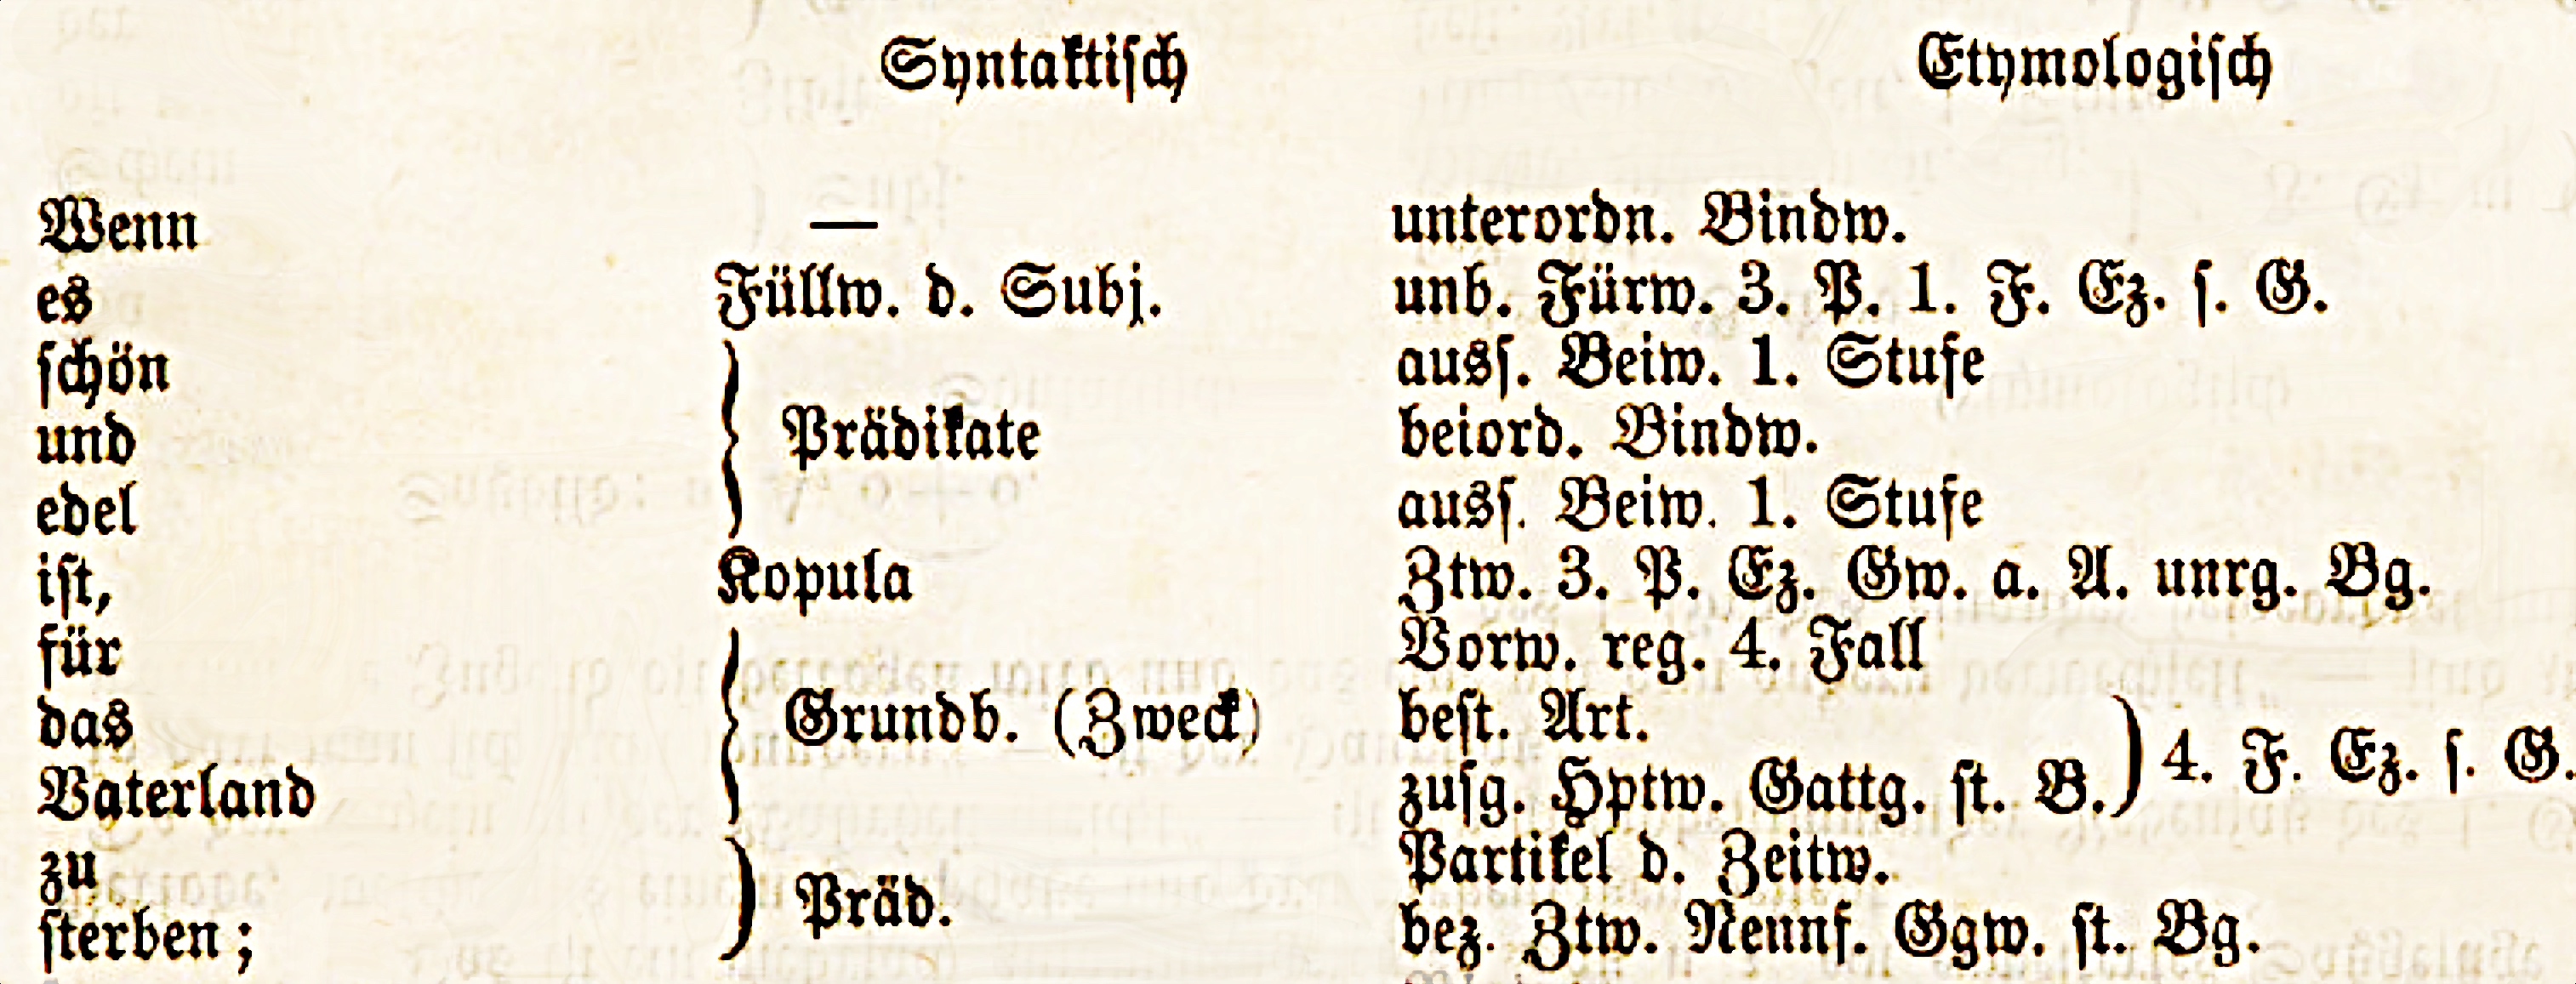 Syntaktisch Etymologisch
Wenn — unterordn. Bindw.
es Füllw. d. Subj. unb. Fürw. 3. P. 1. F. Ez. ſ. G.
ſchön ausſ. Beiw. 1. Stufe
und Prädikate beiord. Bindw.
edel ausſ. Beiw. 1. Stufe
iſt, Kopula Ztw. 3. P. Ez. Gw. a. A. unrg. Bg.
für Vorw. reg. 4. Fall
das Grundb. (Zweck) beſt. Art.
Vaterland zuſg. Hptw. Gattg. ſt. B. ) 4. F. Ez. ſ. G.
zu Partikel d. Zeitw.
ſterben; ) Präd. bez. Ztw. Nennf. Ggw. ſt. Bg.